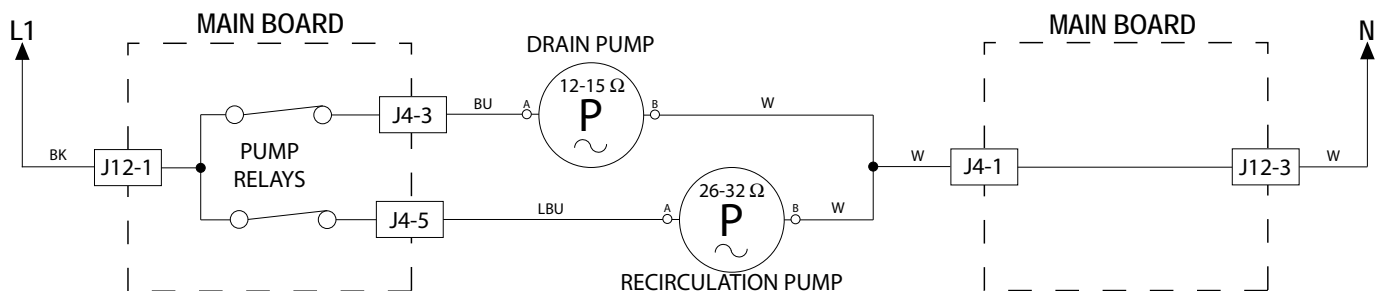 L1
MAIN BOARD
MAIN BOARD
N
DRAIN PUMP
12-15 Ω
P
J4-3
BU
A
B
W
BK
J12-1
PUMP
RELAYS
W
J4-1
J12-3
W
26-32 Ω
P
J4-5
LBU
A
B
W
RECIRCULATION PUMP